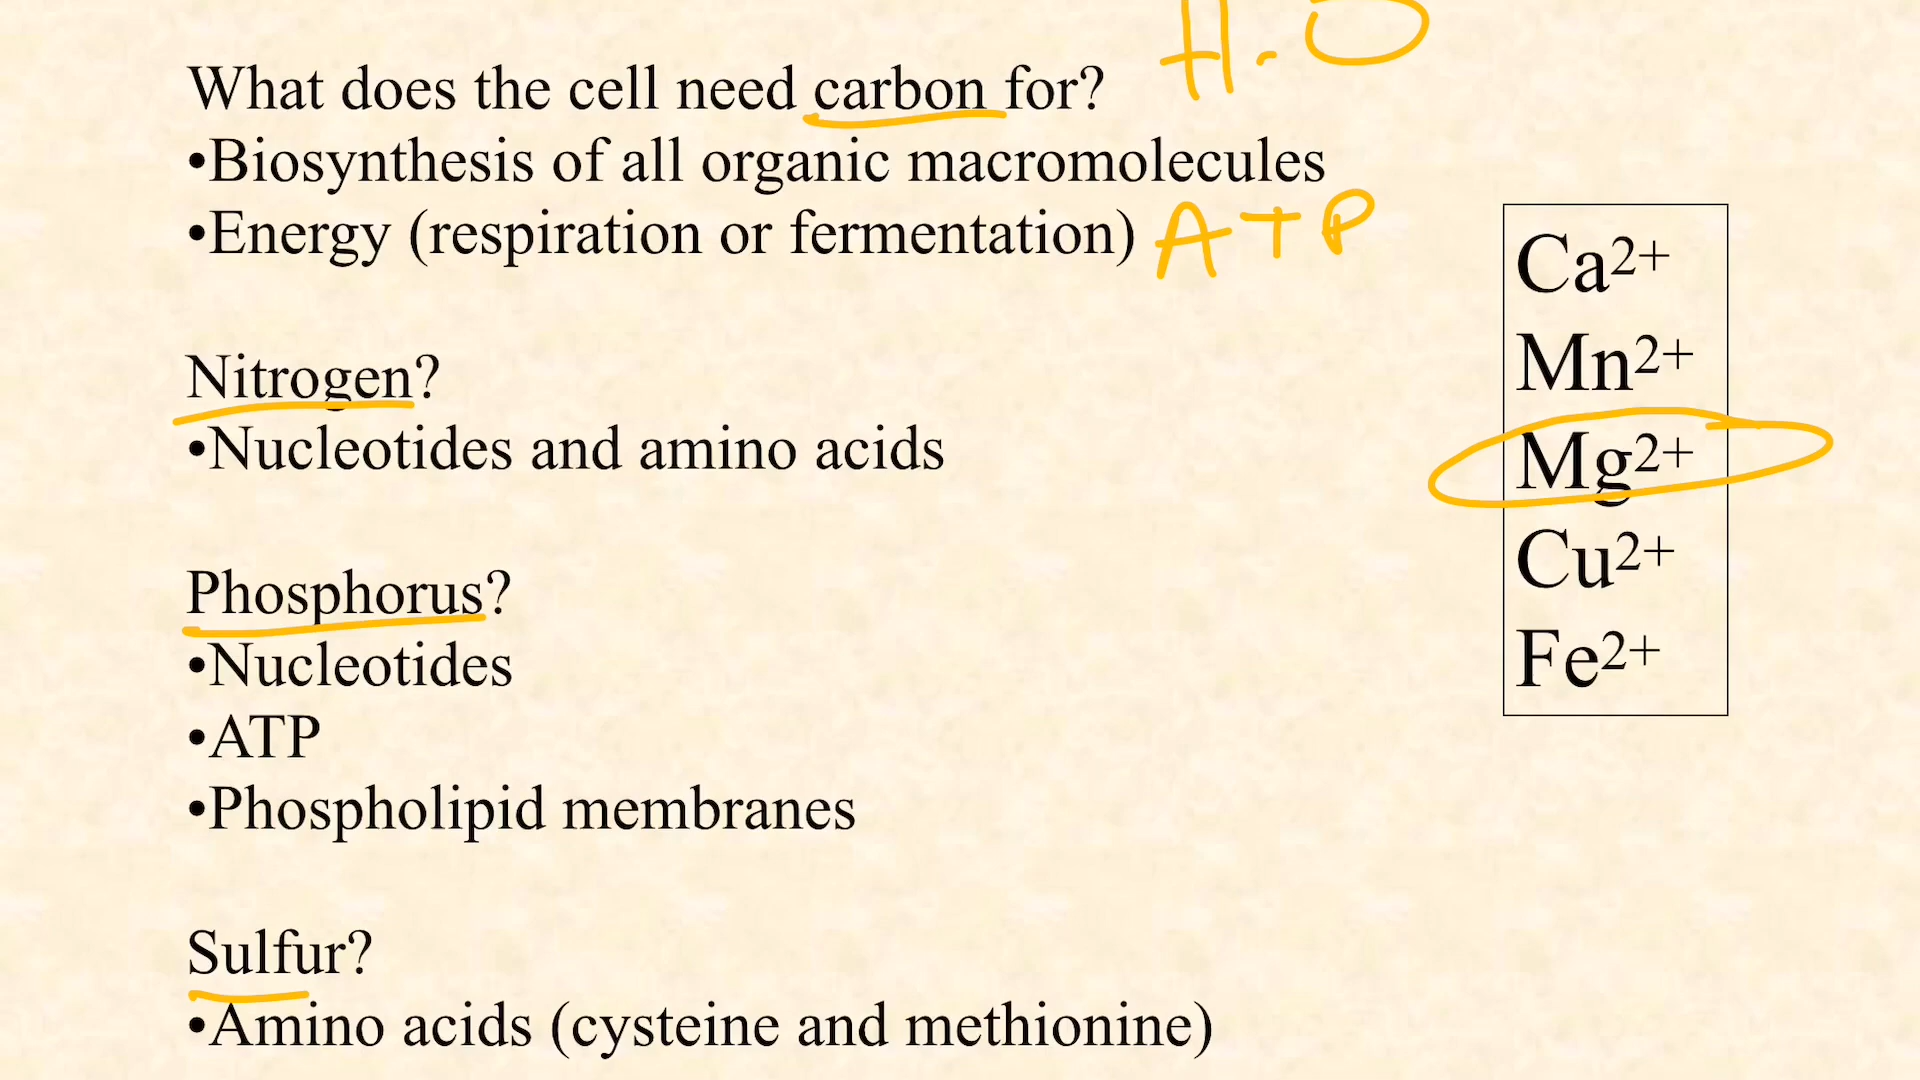 What does the cell need carbon for?
•Biosynthesis of all organic macromolecules
•Energy (respiration or fermentation) ATP
Nitrogen?
•Nucleotides and amino acids
Phosphorus?
•Nucleotides
•ATP
•Phospholipid membranes
Sulfur?
•Amino acids (cysteine and methionine)
Ca2+
Mn2+
Mg2+
Cu2+
Fe2+